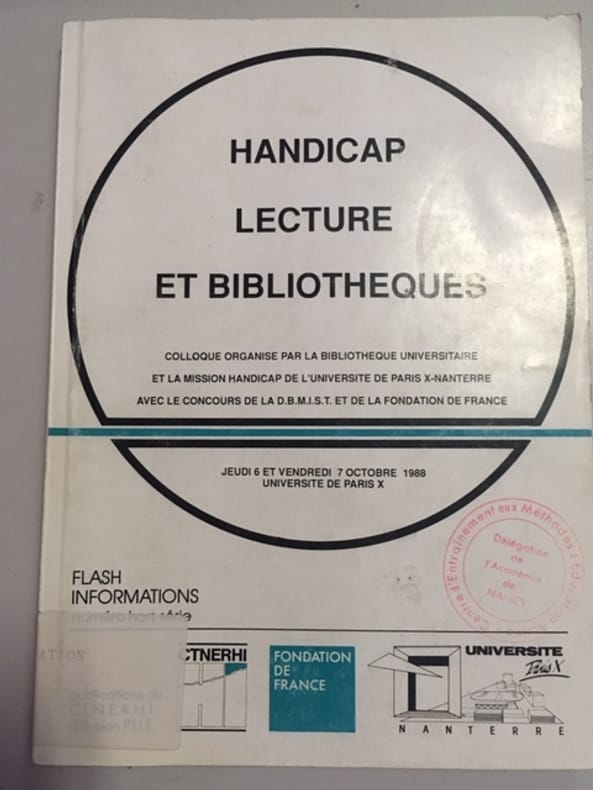 HANDICAP
LECTURE
ET BIBLIOTHEQUES
COLLOQUE ORGANISE PAR LA BIBLIOTHEQUE UNIVERSITAIRE
ET LA MISSION HANDICAP DE L'UNIVERSITE DE PARIS X-NANTERRE
AVEC LE CONCOURS DE LA D.B.M.I.S.T. ET DE LA FONDATION DE FRANCE
JEUDI 6 ET VENDREDI 7 OCTOBRE 1988
UNIVERSITE DE PARIS X
Centre d'Entraînement aux Méthodes d'Education
Délégation
de
l'Académie
de
NANCY
FLASH
INFORMATIONS
numéro hors série
ATION
publications du
C.T.N.E.R.H.I
diffusion P.U.F
CTNERHI
FONDATION
DE
FRANCE
UNIVERSITE
Paris X
NANTERRE